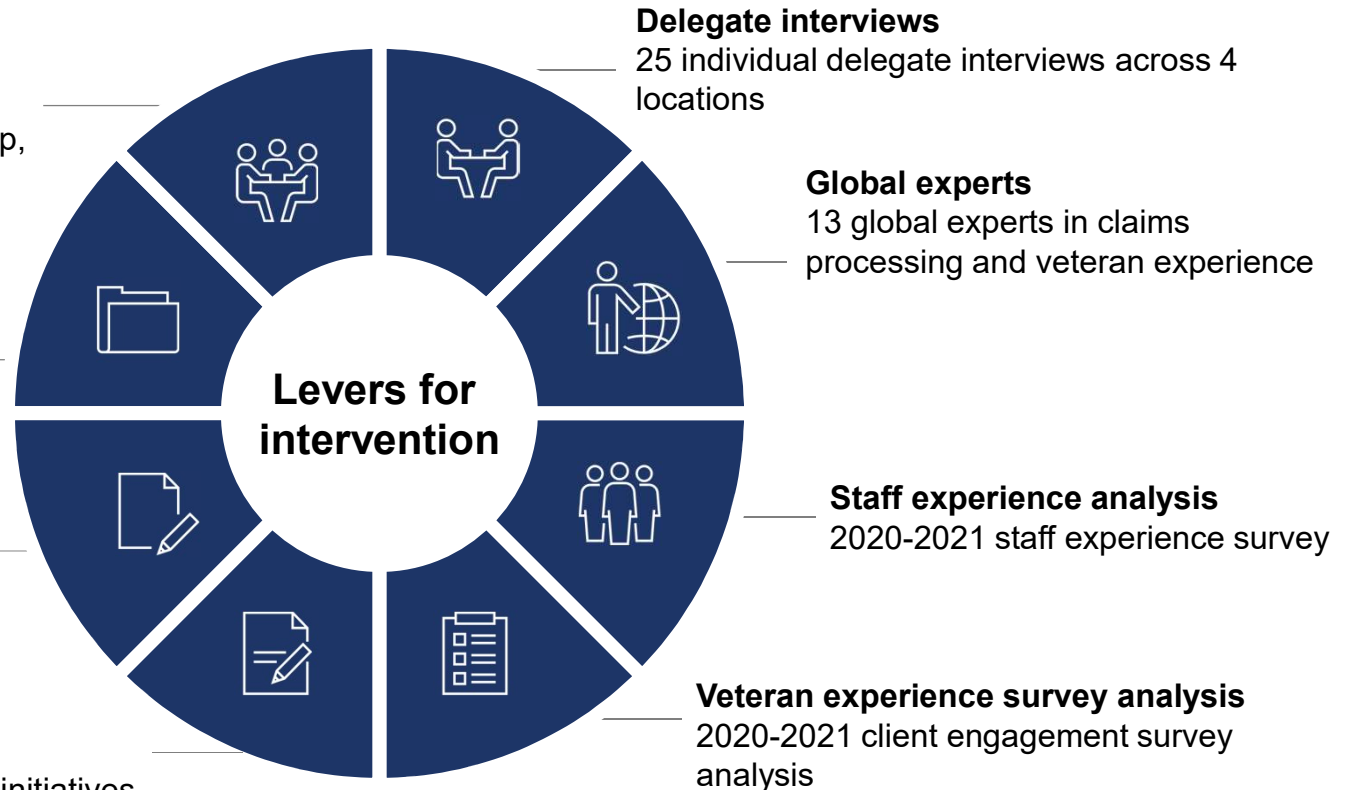 Delegate interviews
25 individual delegate interviews across 4
locations
p,
Global experts
13 global experts in claims
processing and veteran experience
Levers for
intervention
Staff experience analysis
2020-2021 staff experience survey
Veteran experience survey analysis
2020-2021 client engagement survey
analysis
initiatives